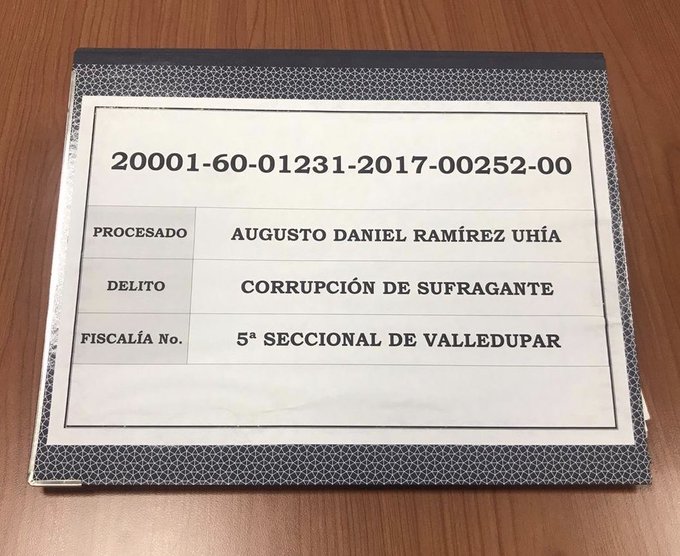 20001-60-01231-2017-00252-00
PROCESADO AUGUSTO DANIEL RAMÍREZ UHÍA
DELITO CORRUPCIÓN DE SUFRAGANTE
FISCALÍA No. 5ª SECCIONAL DE VALLEDUPAR